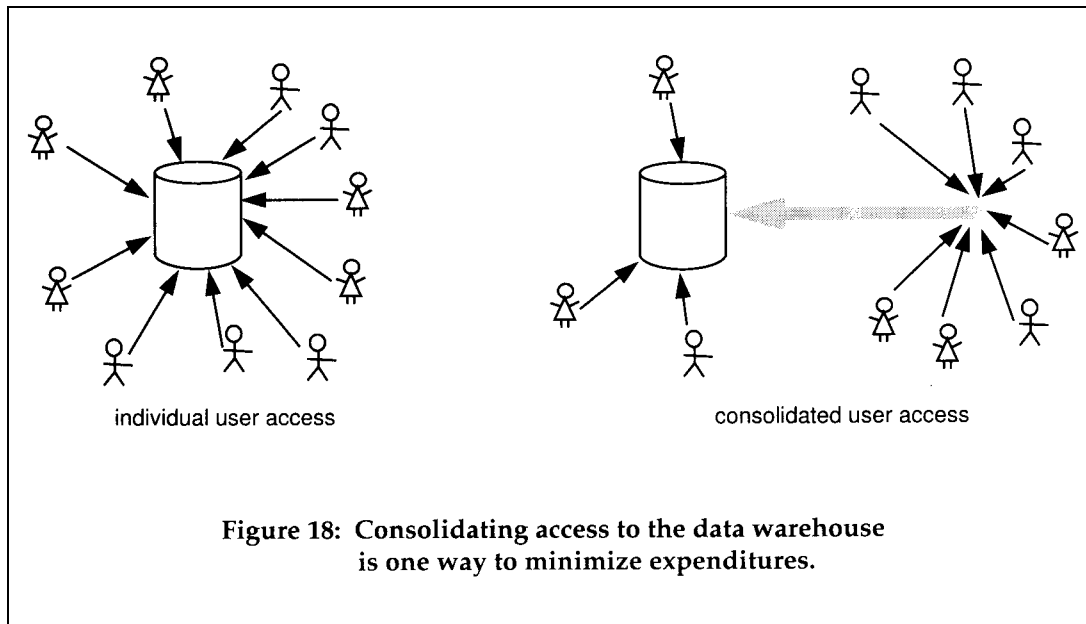 individual user access
consolidated user access
Figure 18: Consolidating access to the data warehouse
is one way to minimize expenditures.